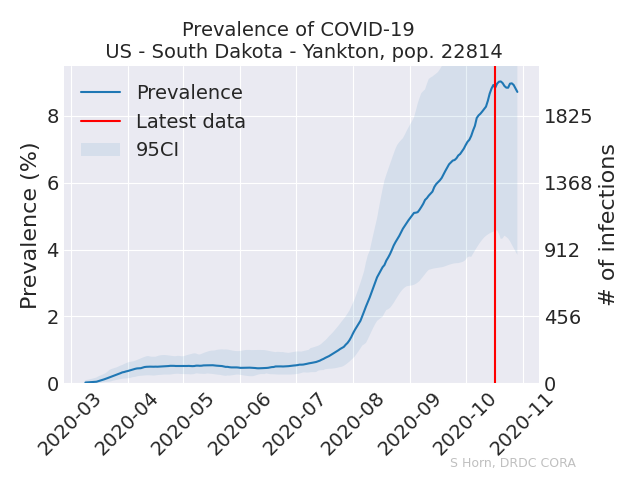 Prevalence of COVID-19
US - South Dakota - Yankton, pop. 22814
Prevalence
Latest data
95CI
Prevalence (%)
8
6
4
2
0
1825
1368
912
456
0
# of infections
2020-03
2020-04
2020-05
2020-06
2020-07
2020-08
2020-09
2020-10
2020-11
S Horn, DRDC CORA